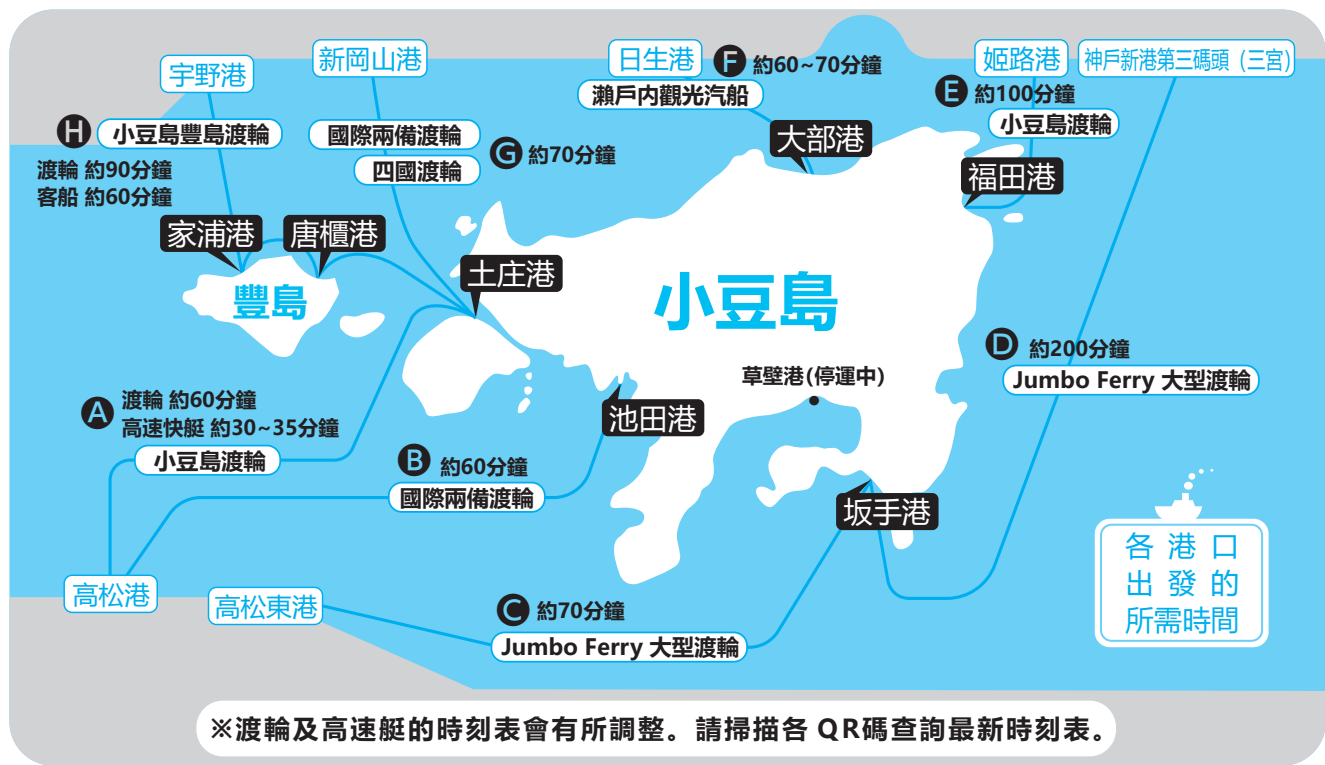 宇野港
新岡山港
日生港
F 約60~70分鐘
姬路港
神戶新港第三碼頭 (三宮)
瀨戶內觀光汽船
E 約100分鐘
小豆島渡輪
H 小豆島豐島渡輪
渡輪 約90分鐘
客船 約60分鐘
國際兩備渡輪
四國渡輪
G 約70分鐘
大部港
福田港
家浦港
唐櫃港
土庄港
豐島
小豆島
D 約200分鐘
Jumbo Ferry 大型渡輪
草壁港(停運中)
池田港
A 渡輪 約60分鐘
高速快艇 約30~35分鐘
小豆島渡輪
B 約60分鐘
國際兩備渡輪
坂手港
各港口
出發的
所需時間
高松港
高松東港
C 約70分鐘
Jumbo Ferry 大型渡輪
※渡輪及高速艇的時刻表會有所調整。請掃描各 QR碼查詢最新時刻表。